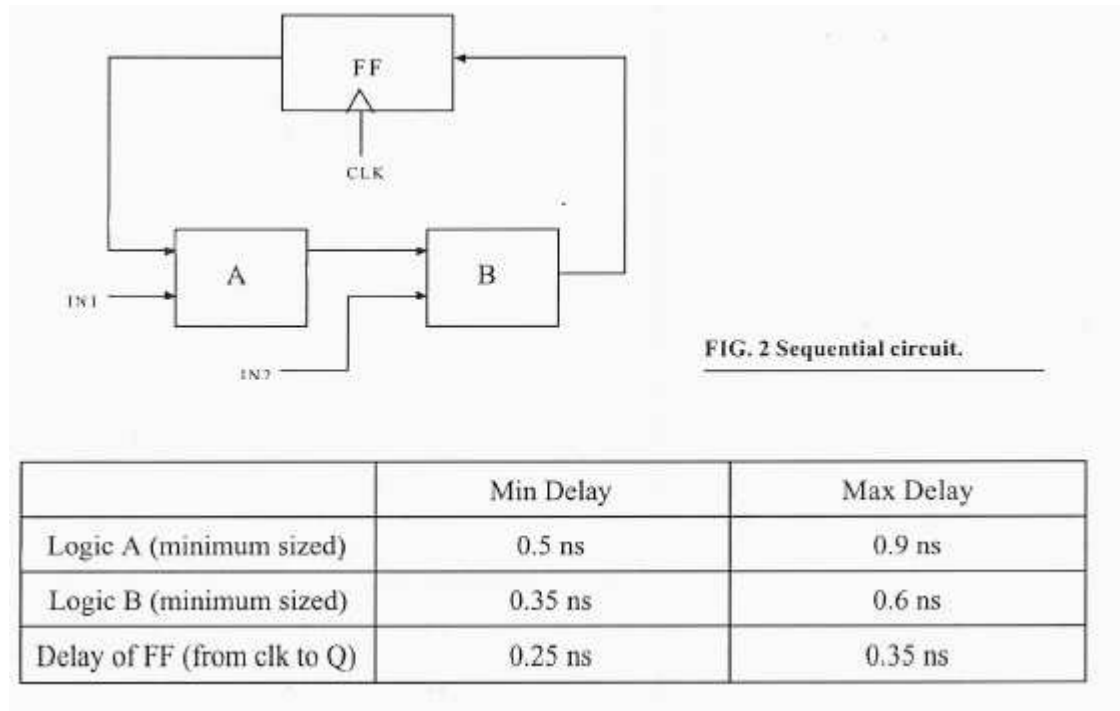 FF
CLK
A
B
IN1
IN2
FIG. 2 Sequential circuit.
Min Delay Max Delay
Logic A (minimum sized) 0.5 ns 0.9 ns
Logic B (minimum sized) 0.35 ns 0.6 ns
Delay of FF (from clk to Q) 0.25 ns 0.35 ns